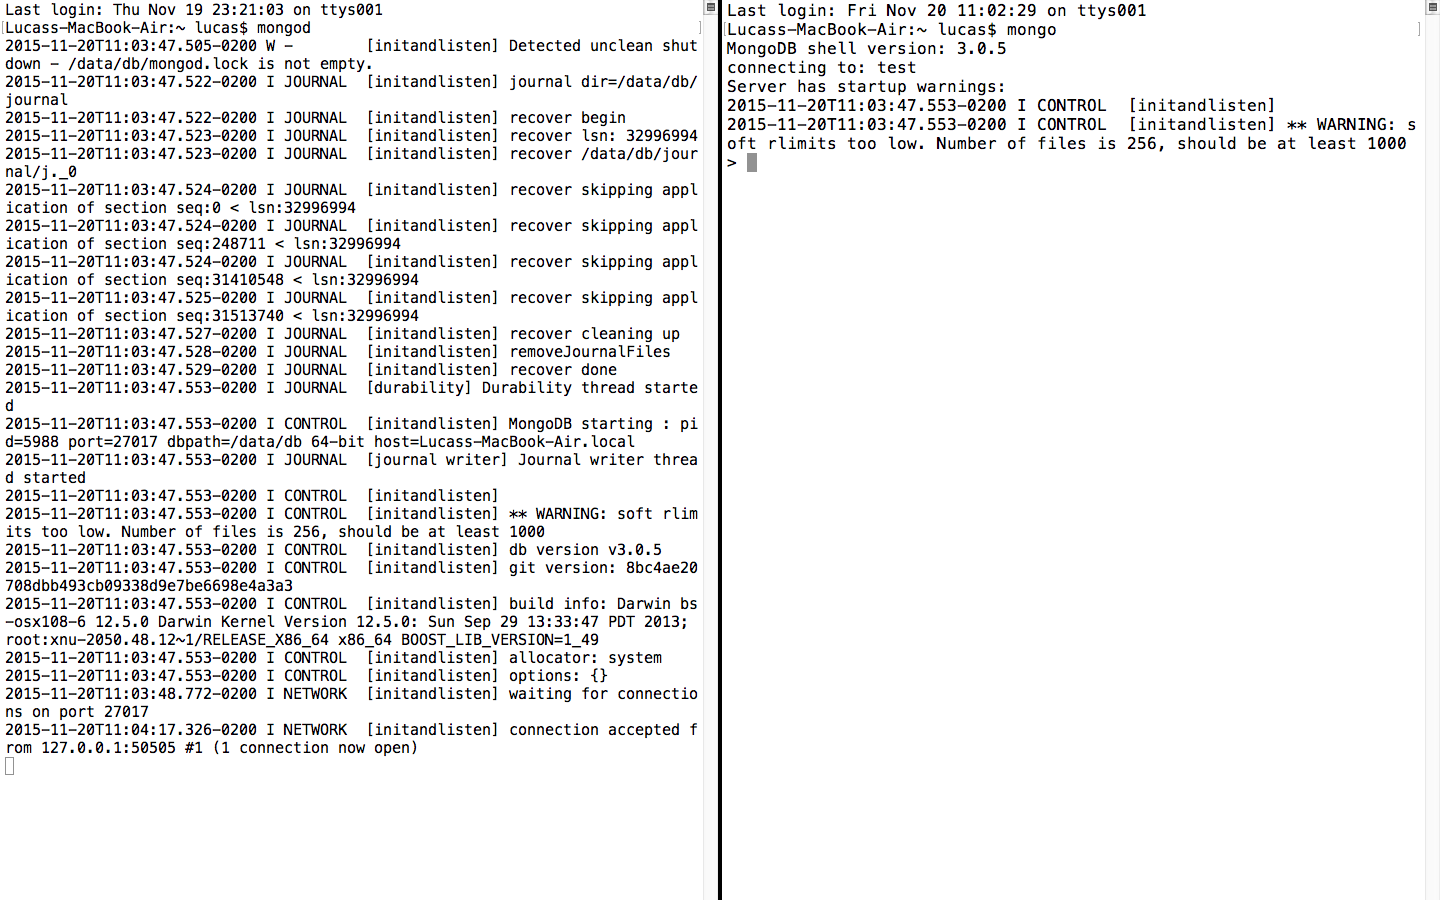 Last login: Thu Nov 19 23:21:03 on ttys001
[Lucass-MacBook-Air:~ lucas$ mongod ]
2015-11-20T11:03:47.505-0200 W -        [initandlisten] Detected unclean shut
down - /data/db/mongod.lock is not empty.
2015-11-20T11:03:47.522-0200 I JOURNAL  [initandlisten] journal dir=/data/db/
journal
2015-11-20T11:03:47.522-0200 I JOURNAL  [initandlisten] recover begin
2015-11-20T11:03:47.523-0200 I JOURNAL  [initandlisten] recover lsn: 32996994
2015-11-20T11:03:47.523-0200 I JOURNAL  [initandlisten] recover /data/db/jour
nal/j._0
2015-11-20T11:03:47.524-0200 I JOURNAL  [initandlisten] recover skipping appl
ication of section seq:0 < lsn:32996994
2015-11-20T11:03:47.524-0200 I JOURNAL  [initandlisten] recover skipping appl
ication of section seq:248711 < lsn:32996994
2015-11-20T11:03:47.524-0200 I JOURNAL  [initandlisten] recover skipping appl
ication of section seq:31410548 < lsn:32996994
2015-11-20T11:03:47.525-0200 I JOURNAL  [initandlisten] recover skipping appl
ication of section seq:31513740 < lsn:32996994
2015-11-20T11:03:47.527-0200 I JOURNAL  [initandlisten] recover cleaning up
2015-11-20T11:03:47.528-0200 I JOURNAL  [initandlisten] removeJournalFiles
2015-11-20T11:03:47.529-0200 I JOURNAL  [initandlisten] recover done
2015-11-20T11:03:47.553-0200 I JOURNAL  [durability] Durability thread starte
d
2015-11-20T11:03:47.553-0200 I CONTROL  [initandlisten] MongoDB starting : pi
d=5988 port=27017 dbpath=/data/db 64-bit host=Lucass-MacBook-Air.local
2015-11-20T11:03:47.553-0200 I JOURNAL  [journal writer] Journal writer threa
d started
2015-11-20T11:03:47.553-0200 I CONTROL  [initandlisten]
2015-11-20T11:03:47.553-0200 I CONTROL  [initandlisten] ** WARNING: soft rlim
its too low. Number of files is 256, should be at least 1000
2015-11-20T11:03:47.553-0200 I CONTROL  [initandlisten] db version v3.0.5
2015-11-20T11:03:47.553-0200 I CONTROL  [initandlisten] git version: 8bc4ae20
708dbb493cb09338d9e7be6698e4a3a3
2015-11-20T11:03:47.553-0200 I CONTROL  [initandlisten] build info: Darwin bs
-osx108-6 12.5.0 Darwin Kernel Version 12.5.0: Sun Sep 29 13:33:47 PDT 2013;
root:xnu-2050.48.12~1/RELEASE_X86_64 x86_64 BOOST_LIB_VERSION=1_49
2015-11-20T11:03:47.553-0200 I CONTROL  [initandlisten] allocator: system
2015-11-20T11:03:47.553-0200 I CONTROL  [initandlisten] options: {}
2015-11-20T11:03:48.772-0200 I NETWORK  [initandlisten] waiting for connectio
ns on port 27017
2015-11-20T11:04:17.326-0200 I NETWORK  [initandlisten] connection accepted f
rom 127.0.0.1:50505 #1 (1 connection now open)
Last login: Fri Nov 20 11:02:29 on ttys001
[Lucass-MacBook-Air:~ lucas$ mongo ]
MongoDB shell version: 3.0.5
connecting to: test
Server has startup warnings:
2015-11-20T11:03:47.553-0200 I CONTROL  [initandlisten]
2015-11-20T11:03:47.553-0200 I CONTROL  [initandlisten] ** WARNING: s
oft rlimits too low. Number of files is 256, should be at least 1000
>